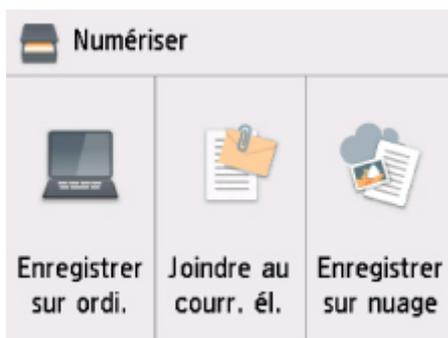 Numériser
Enregistrer
sur ordi.
Joindre au
courr. él.
Enregistrer
sur nuage